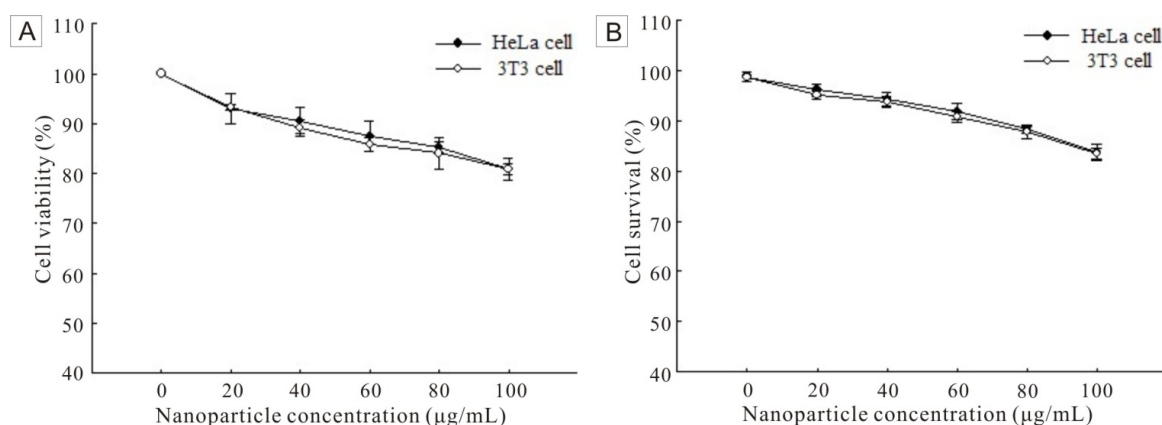 A
Cell viability (%)
110
100
90
80
70
60
50
40
HeLa cell
3T3 cell
0 20 40 60 80 100
Nanoparticle concentration (µg/mL)
B
Cell survival (%)
110
100
90
80
70
60
50
40
HeLa cell
3T3 cell
0 20 40 60 80 100
Nanoparticle concentration (µg/mL)